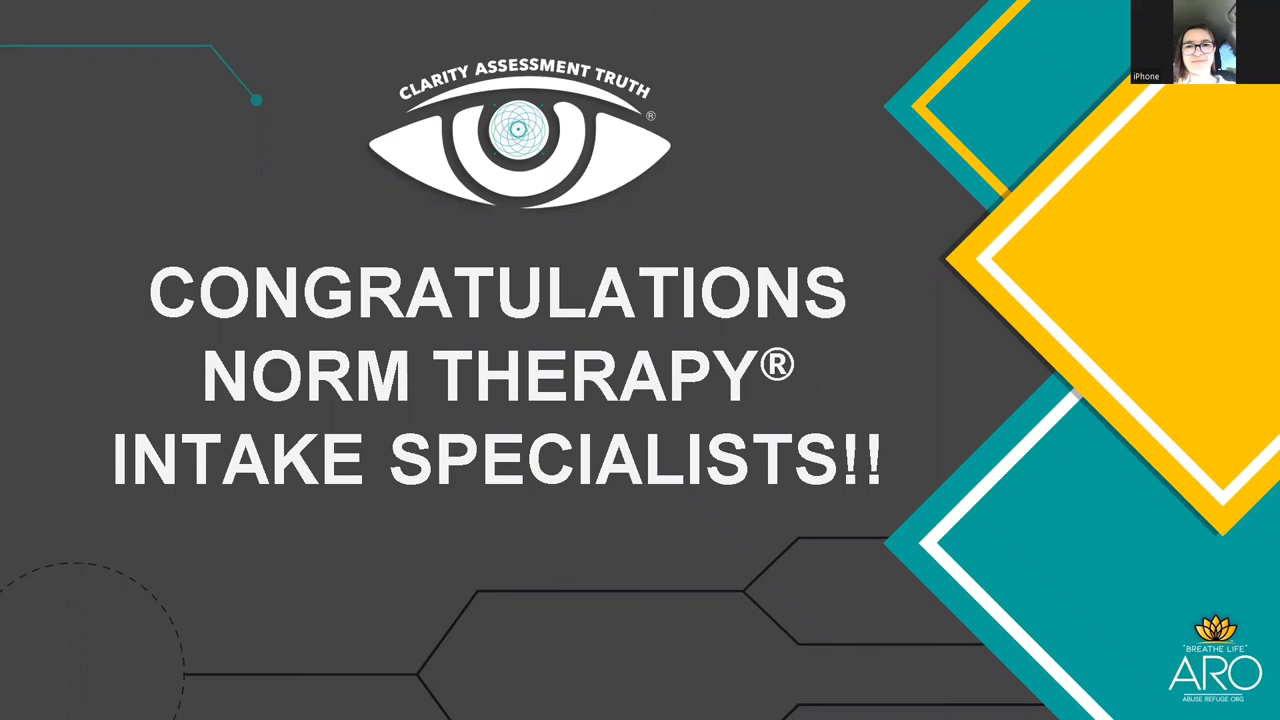 iPhone
CLARITY ASSESSMENT TRUTH
®
CONGRATULATIONS
NORM THERAPY®
INTAKE SPECIALISTS!!
"BREATHE LIFE"
ARO
ABUSE REFUGE ORG